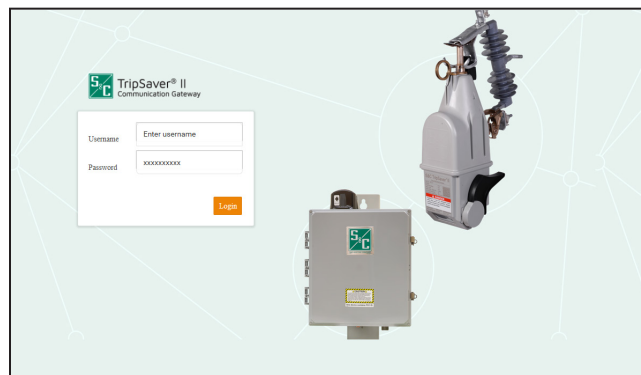 S&C TripSaver® II
Communication Gateway
Username Enter username
Password xxxxxxxxxx
Login
S&C